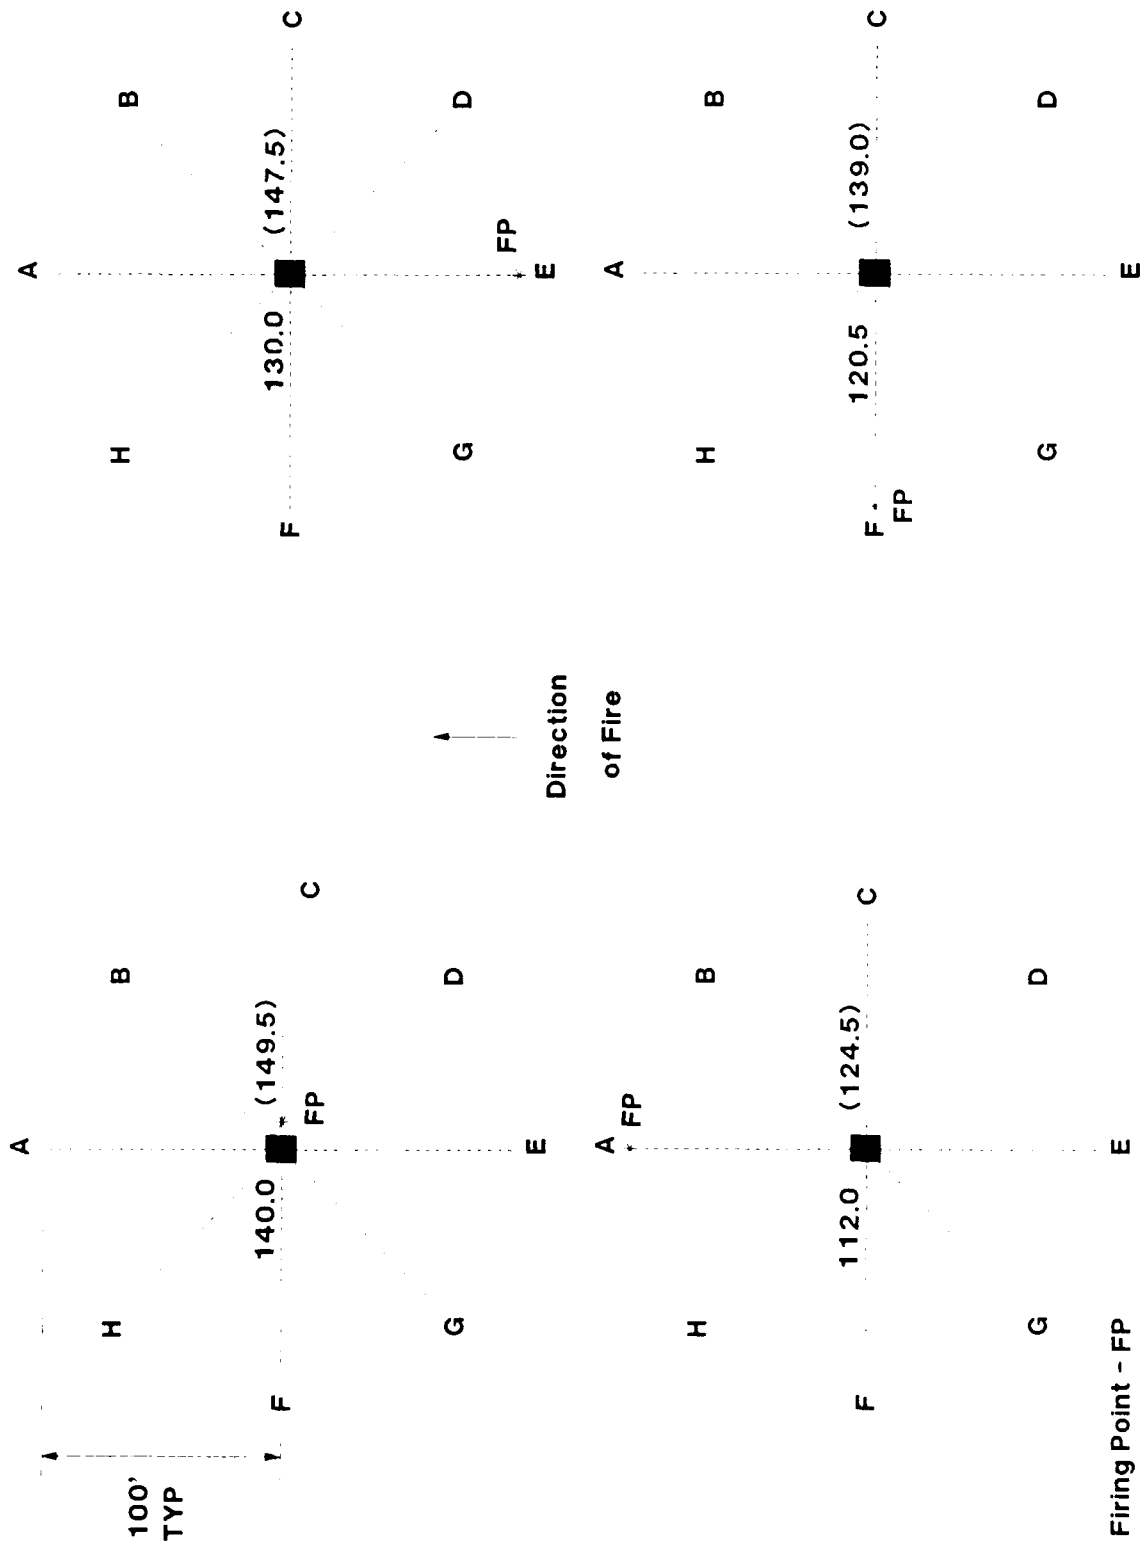 A
100'
TYP
H
B
140.0 (149.5)
F
C
FP
G
D
E
A
H
B
130.0 (147.5)
F
C
FP
G
D
E
Direction
of Fire
A
FP
H
B
112.0 (124.5)
F
C
G
D
E
A
H
B
120.5 (139.0)
F
C
FP
G
D
E
Firing Point - FP